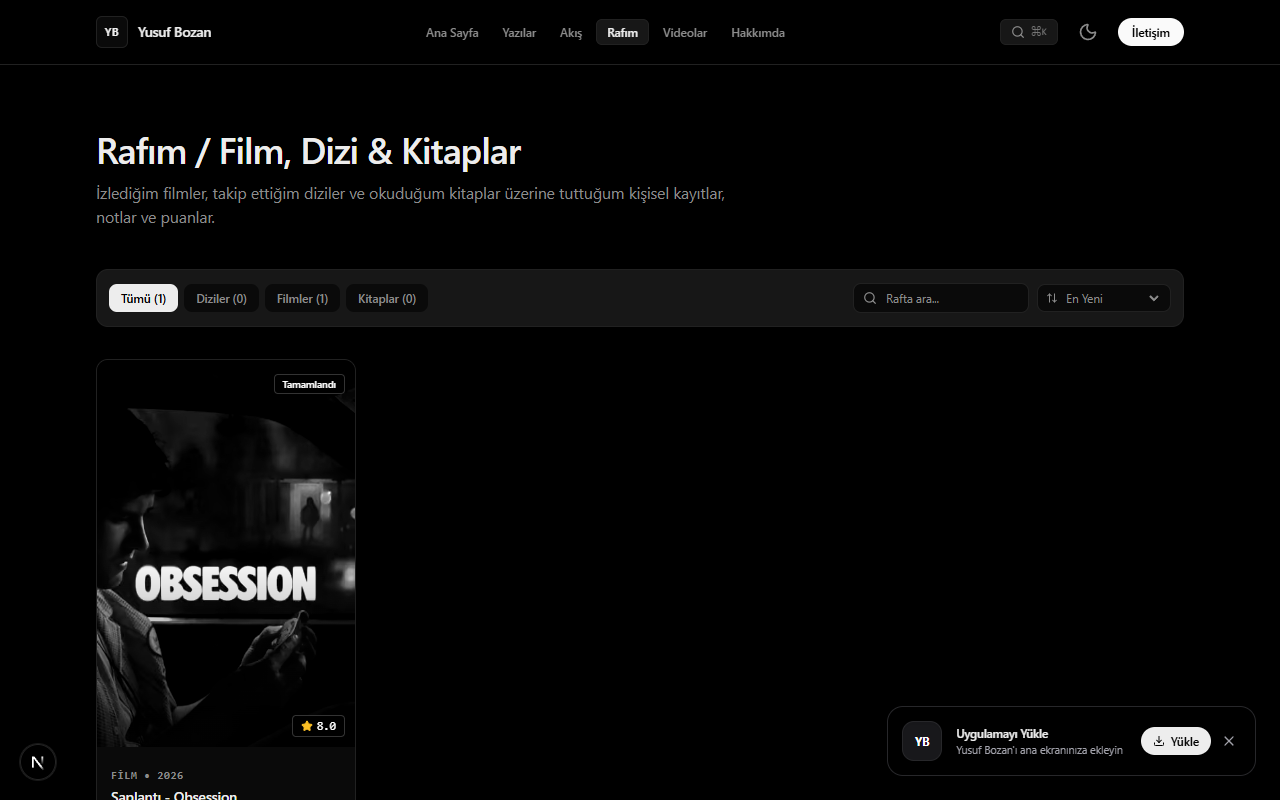 YB Yusuf Bozan Ana Sayfa Yazılar Akış Rafım Videolar Hakkımda ⌘K İletişim
Rafım / Film, Dizi & Kitaplar
İzlediğim filmler, takip ettiğim diziler ve okuduğum kitaplar üzerine tuttuğum kişisel kayıtlar,
notlar ve puanlar.
Tümü (1) Diziler (0) Filmler (1) Kitaplar (0) Rafta ara... En Yeni
Tamamlandı
OBSESSION
8.0
FİLM • 2026
Saplantı - Obsession
YB
Uygulamayı Yükle
Yusuf Bozan'ı ana ekranınıza ekleyin
Yükle
N